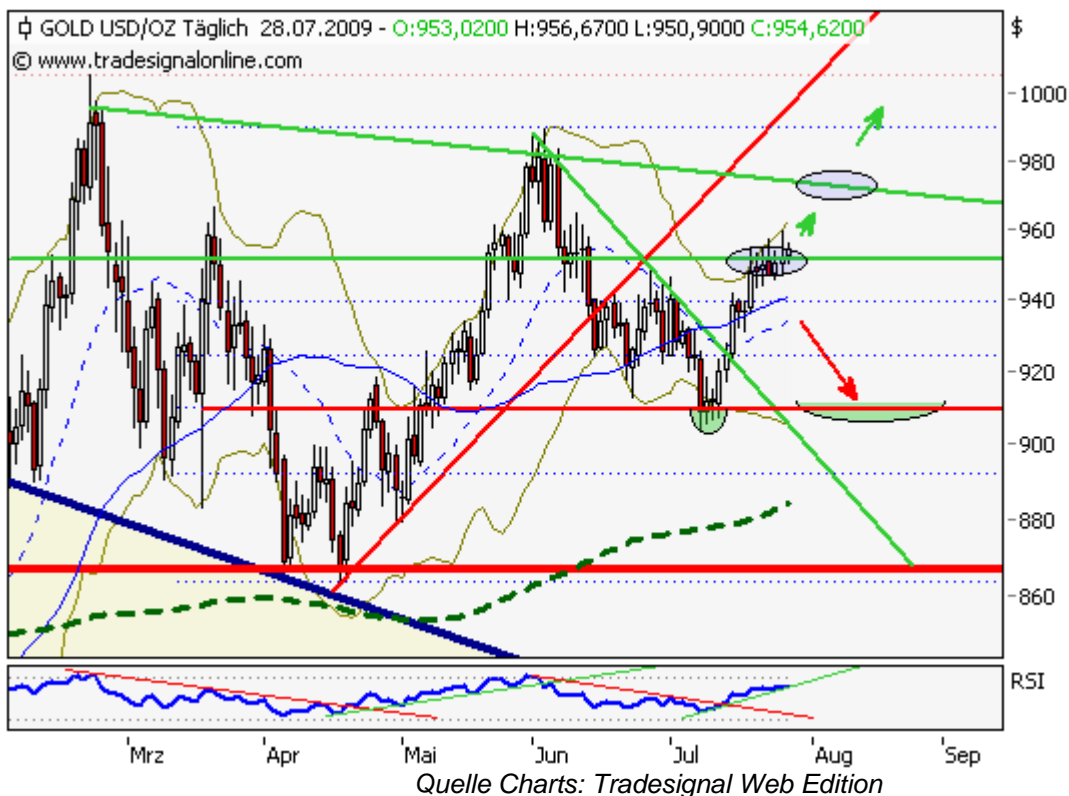 GOLD USD/OZ Täglich 28.07.2009 - O:953,0200 H:956,6700 L:950,9000 C:954,6200
© www.tradesignalonline.com
$
1000
980
960
940
920
900
880
860
RSI
Mrz Apr Mai Jun Jul Aug Sep
Quelle Charts: Tradesignal Web Edition